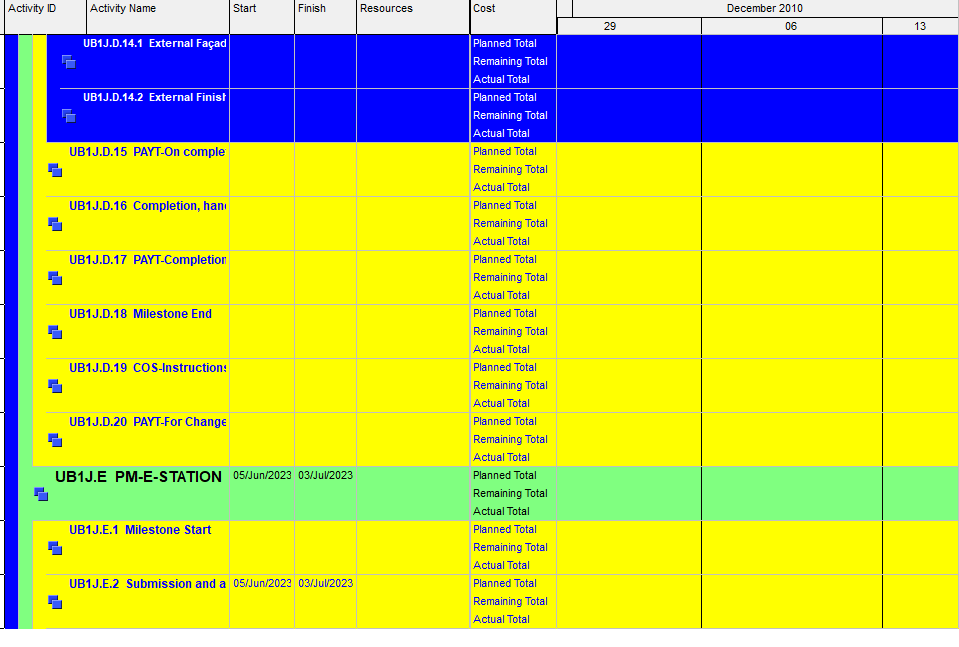 Activity ID Activity Name Start Finish Resources Cost December 2010
29 06 13
UB1J.D.14.1 External Façad Planned Total
Remaining Total
Actual Total
UB1J.D.14.2 External Finish Planned Total
Remaining Total
Actual Total
UB1J.D.15 PAYT-On comple Planned Total
Remaining Total
Actual Total
UB1J.D.16 Completion, hand Planned Total
Remaining Total
Actual Total
UB1J.D.17 PAYT-Completion Planned Total
Remaining Total
Actual Total
UB1J.D.18 Milestone End Planned Total
Remaining Total
Actual Total
UB1J.D.19 COS-Instructions Planned Total
Remaining Total
Actual Total
UB1J.D.20 PAYT-For Change Planned Total
Remaining Total
Actual Total
UB1J.E PM-E-STATION 05/Jun/2023 03/Jul/2023 Planned Total
Remaining Total
Actual Total
UB1J.E.1 Milestone Start Planned Total
Remaining Total
Actual Total
UB1J.E.2 Submission and a 05/Jun/2023 03/Jul/2023 Planned Total
Remaining Total
Actual Total